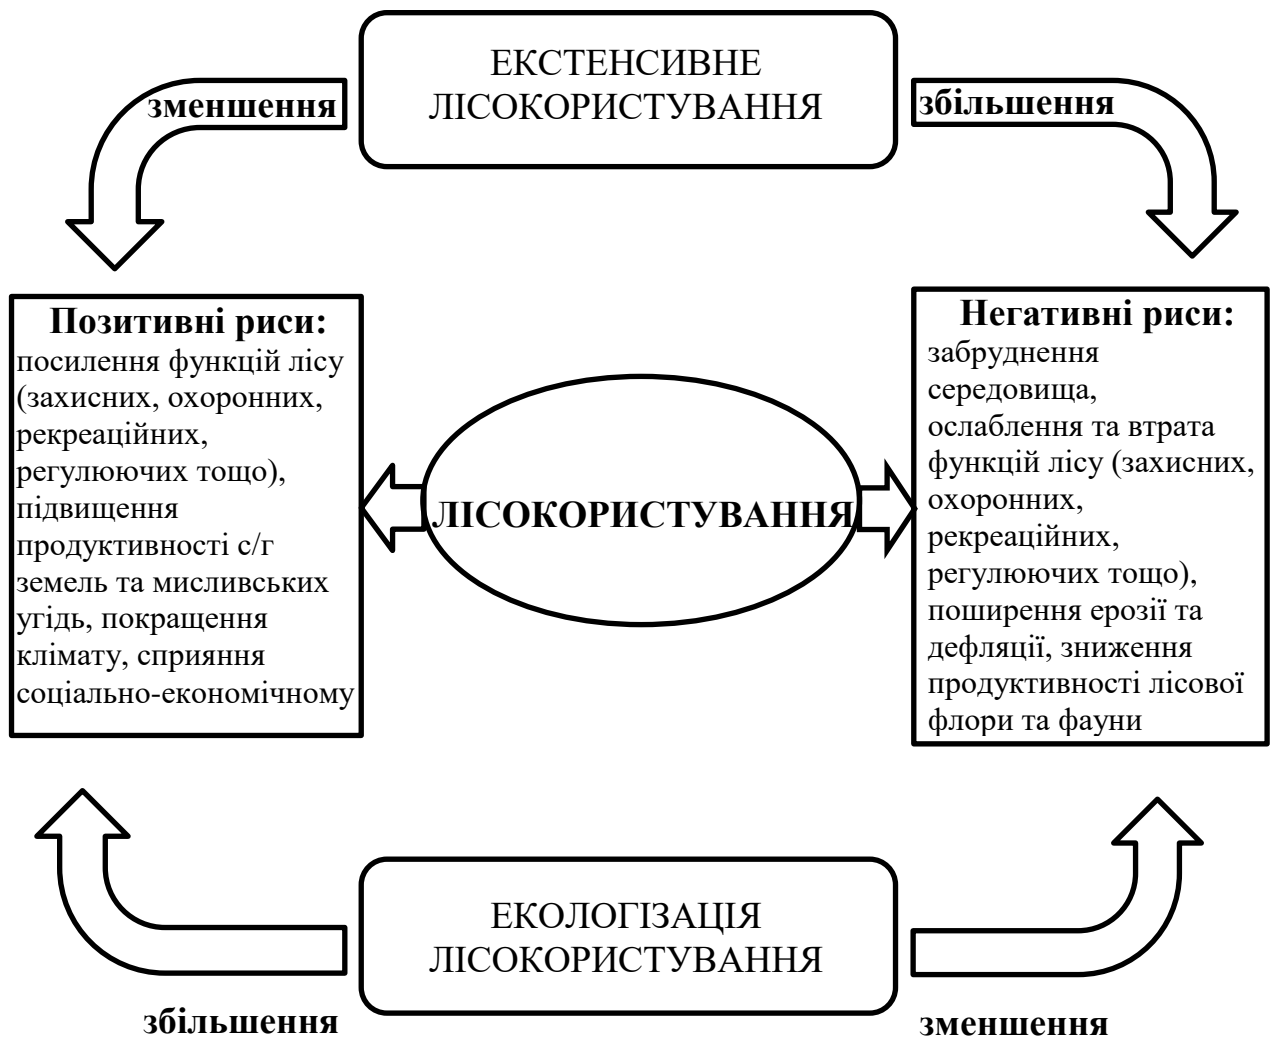 ЕКСТЕНСИВНЕ
ЛІСОКОРИСТУВАННЯ
зменшення
збільшення
Позитивні риси:
посилення функцій лісу
(захисних, охоронних,
рекреаційних,
регулюючих тощо),
підвищення
продуктивності с/г
земель та мисливських
угідь, покращення
клімату, сприяння
соціально-економічному
ЛІСОКОРИСТУВАННЯ
Негативні риси:
забруднення
середовища,
ослаблення та втрата
функцій лісу (захисних,
охоронних,
рекреаційних,
регулюючих тощо),
поширення ерозії та
дефляції, зниження
продуктивності лісової
флори та фауни
ЕКОЛОГІЗАЦІЯ
ЛІСОКОРИСТУВАННЯ
збільшення
зменшення